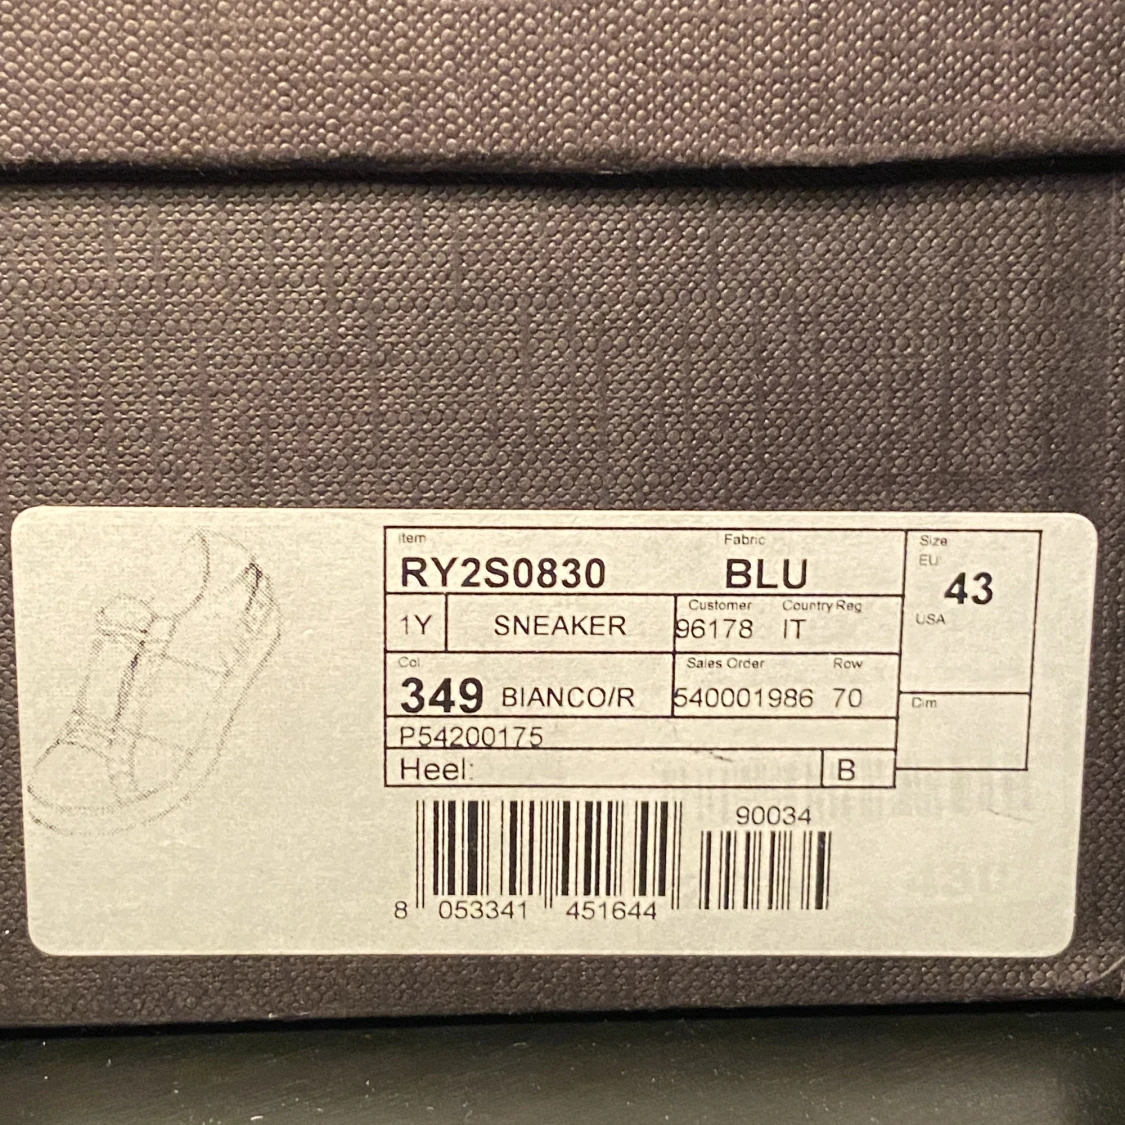 Item Fabric Size
RY2S0830 BLU EU 43
1Y SNEAKER Customer Country Reg USA
96178 IT
Col Sales Order Row
349 BIANCO/R 540001986 70 Dim
P54200175
Heel: B
90034
8 053341 451644